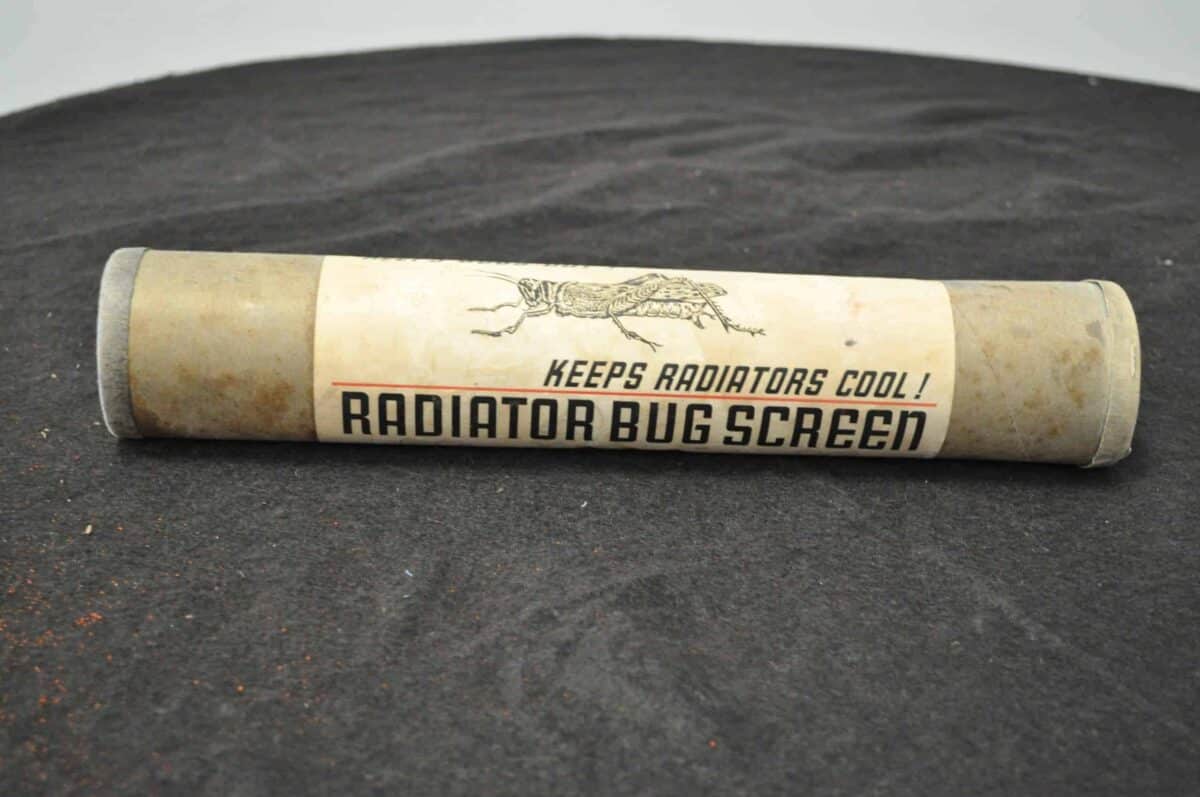 KEEPS RADIATORS COOL!
RADIATOR BUG SCREEN